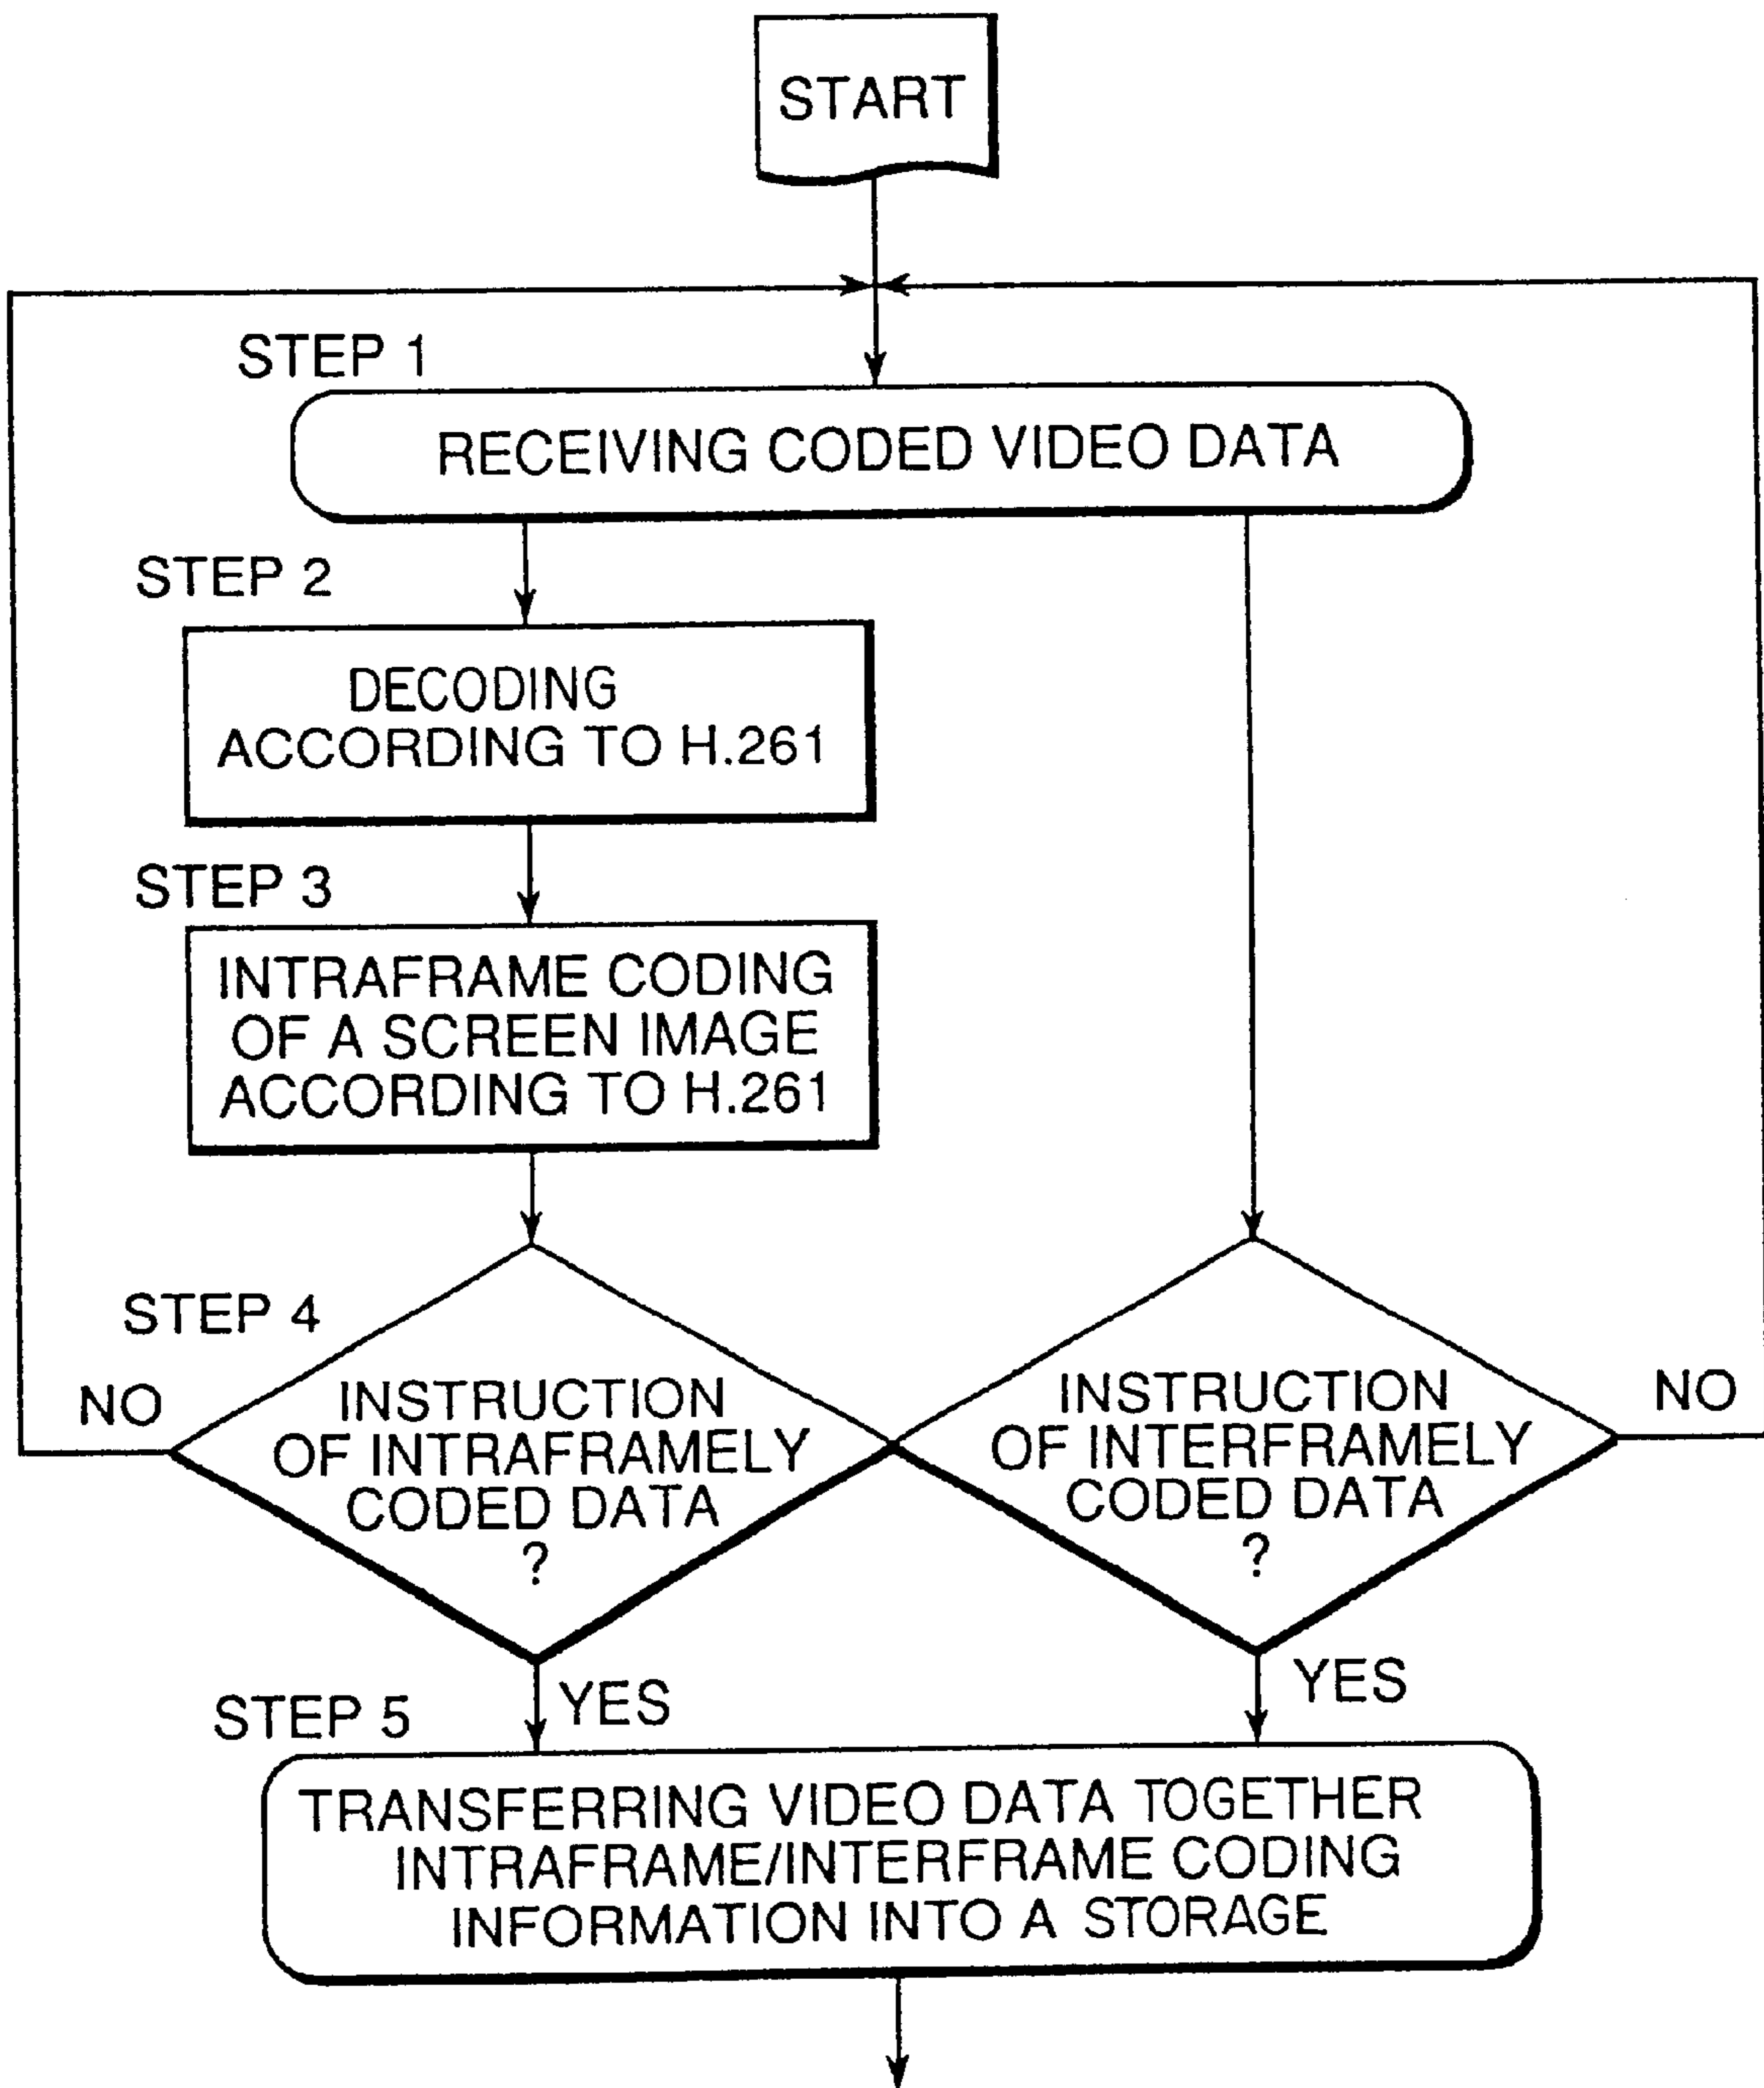 START
STEP 1
RECEIVING CODED VIDEO DATA
STEP 2
DECODING
ACCORDING TO H.261
STEP 3
INTRAFRAME CODING
OF A SCREEN IMAGE
ACCORDING TO H.261
STEP 4
NO
INSTRUCTION
OF INTRAFRAMELY
CODED DATA
?
INSTRUCTION
OF INTERFRAMELY
CODED DATA
?
NO
YES
YES
STEP 5
TRANSFERRING VIDEO DATA TOGETHER
INTRAFRAME/INTERFRAME CODING
INFORMATION INTO A STORAGE